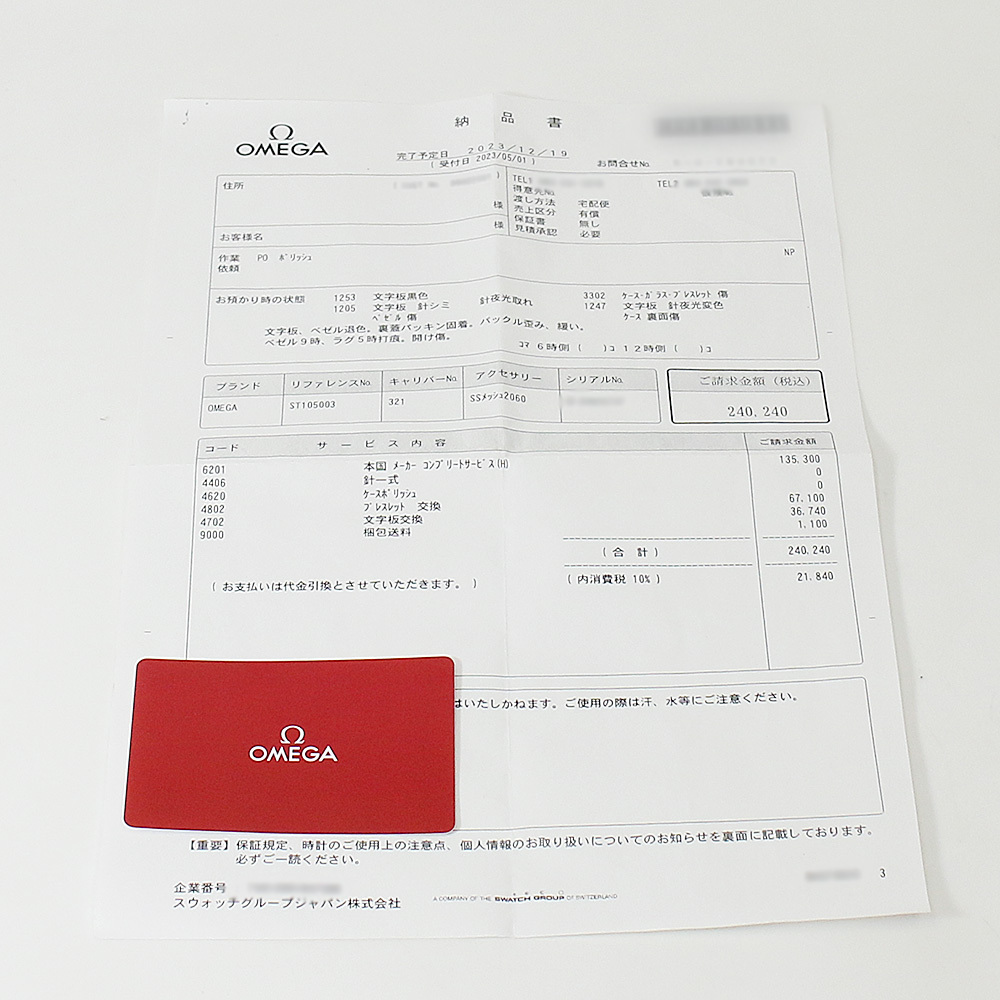 納品書
Ω
OMEGA
完了予定日 2023/12/19
(受付日 2023/05/01)
お問合せNo.
住所
様
お客様名
様
TEL1
TEL2
得意先No.
渡し方法 宅配便
売上区分 有償
保証書 無し
見積承認 必要
作業依頼 PO ﾎﾟﾘｯｼｭ
NP
お預かり時の状態
1253 文字板黒色
1205 文字板 針シミ 針夜光取れ
ﾍﾞｾﾞﾙ 傷
3302 ｹｰｽ･ｶﾞﾗｽ･ﾌﾞﾚｽﾚｯﾄ 傷
1247 文字板 針夜光変色
ｹｰｽ 裏面傷
文字板、ベゼル退色。裏蓋パッキン固着。バックル歪み、緩い。
ベゼル9時、ラグ5時打痕。開け傷。
ｺﾏ 6時側 ( )ｺ 12時側 ( )ｺ
ブランド リファレンスNo. キャリバーNo. アクセサリー シリアルNo.
OMEGA ST105003 321 SSﾒｯｼｭ2060
ご請求金額(税込)
240,240
コード サービス内容 ご請求金額
6201 本国 ﾒｰｶｰ ｺﾝﾌﾟﾘｰﾄｻｰﾋﾞｽ(H) 135,300
4406 針一式 0
4620 ｹｰｽﾎﾟﾘｯｼｭ 0
4802 ﾌﾞﾚｽﾚｯﾄ 交換 67,100
4702 文字板交換 36,740
9000 梱包送料 1,100
(合計) 240,240
(お支払いは代金引換とさせていただきます。)
(内消費税 10%) 21,840
はいたしかねます。ご使用の際は汗、水等にご注意ください。
Ω
OMEGA
【重要】保証規定、時計のご使用上の注意点、個人情報のお取り扱いについてのお知らせを裏面に記載しております。
必ずご一読ください。
3
企業番号
スウォッチグループジャパン株式会社
A COMPANY OF THE SWATCH GROUP OF SWITZERLAND